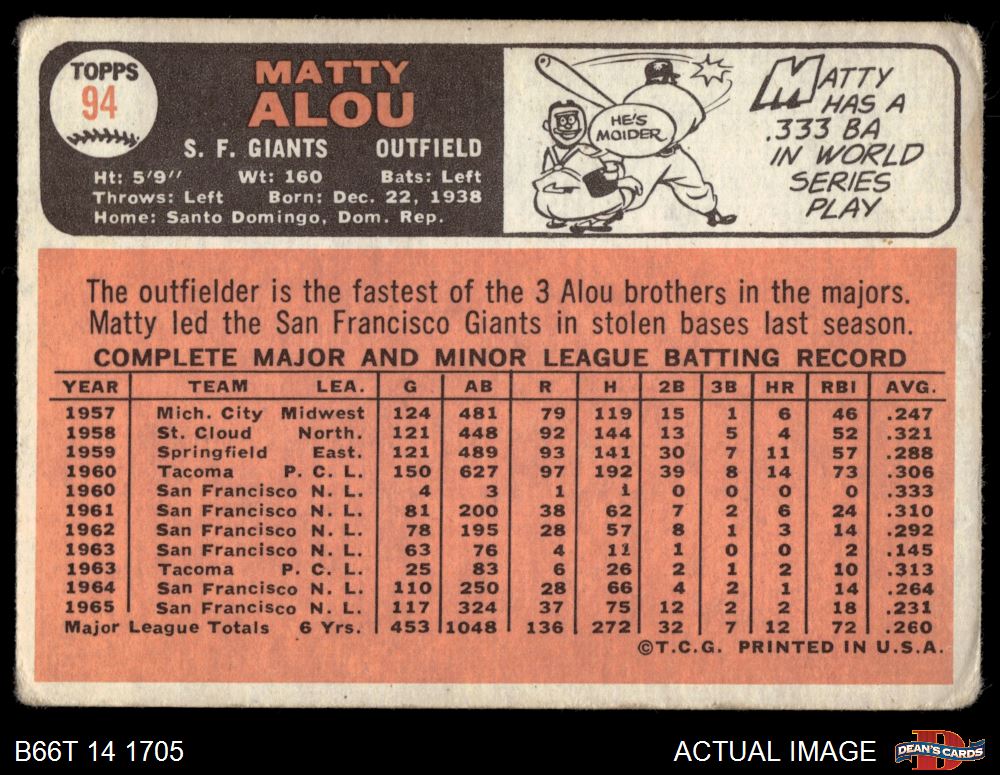 TOPPS
94
MATTY
ALOU
S. F. GIANTS OUTFIELD
Ht: 5'9" Wt: 160 Bats: Left
Throws: Left Born: Dec. 22, 1938
Home: Santo Domingo, Dom. Rep.
HE'S
MOIDER
MATTY
HAS A
.333 BA
IN WORLD
SERIES
PLAY
The outfielder is the fastest of the 3 Alou brothers in the majors.
Matty led the San Francisco Giants in stolen bases last season.
COMPLETE MAJOR AND MINOR LEAGUE BATTING RECORD
YEAR TEAM LEA. G AB R H 2B 3B HR RBI AVG.
1957 Mich. City Midwest 124 481 79 119 15 1 6 46 .247
1958 St. Cloud North. 121 448 92 144 13 5 4 52 .321
1959 Springfield East. 121 489 93 141 30 7 11 57 .288
1960 Tacoma P. C. L. 150 627 97 192 39 8 14 73 .306
1960 San Francisco N. L. 4 3 1 1 0 0 0 0 .333
1961 San Francisco N. L. 81 200 38 62 7 2 6 24 .310
1962 San Francisco N. L. 78 195 28 57 8 1 3 14 .292
1963 San Francisco N. L. 63 76 4 11 1 0 0 2 .145
1963 Tacoma P. C. L. 25 83 6 26 2 1 2 10 .313
1964 San Francisco N. L. 110 250 28 66 4 2 1 14 .264
1965 San Francisco N. L. 117 324 37 75 12 2 2 18 .231
Major League Totals 6 Yrs. 453 1048 136 272 32 7 12 72 .260
©T.C.G. PRINTED IN U.S.A.
B66T 14 1705
ACTUAL IMAGE
DEAN'S CARDS